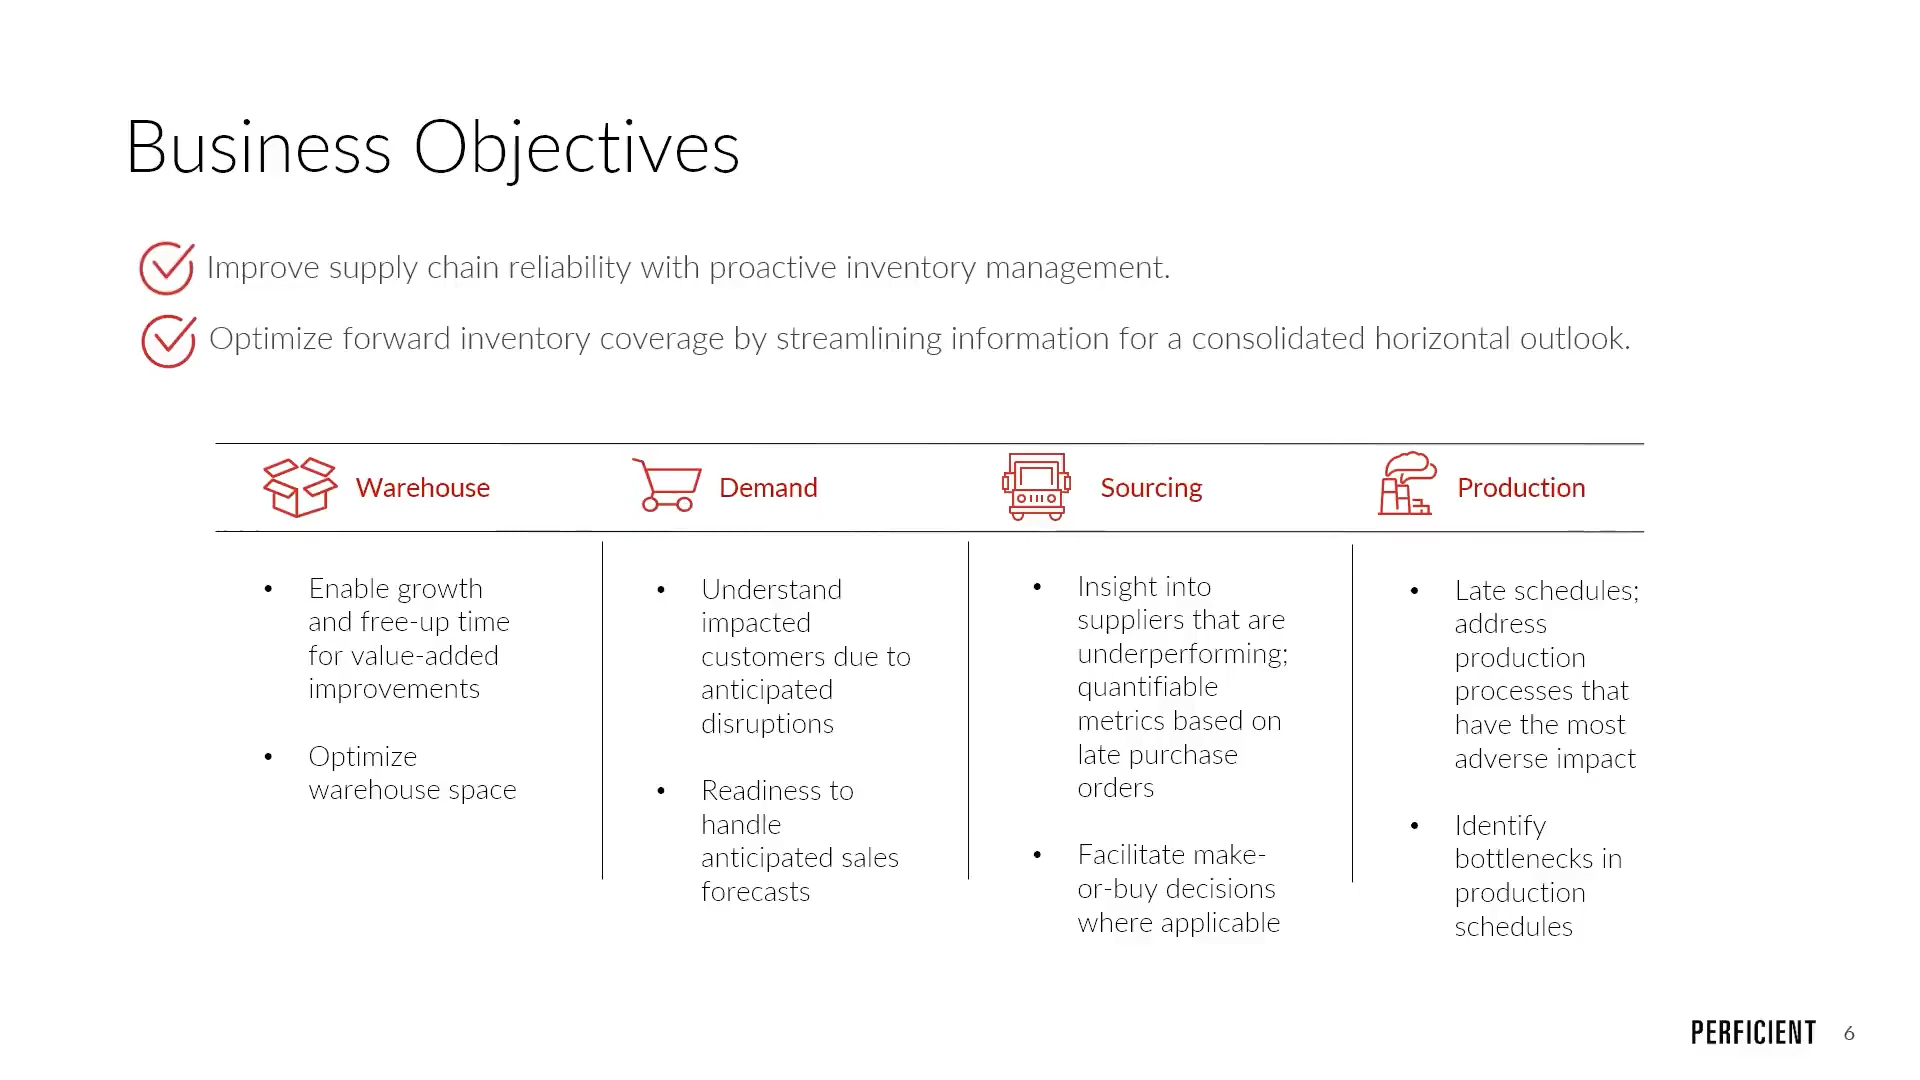 Business Objectives
Improve supply chain reliability with proactive inventory management.
Optimize forward inventory coverage by streamlining information for a consolidated horizontal outlook.
Warehouse
Demand
Sourcing
Production
• Enable growth
and free-up time
for value-added
improvements
• Optimize
warehouse space
• Understand
impacted
customers due to
anticipated
disruptions
• Readiness to
handle
anticipated sales
forecasts
• Insight into
suppliers that are
underperforming;
quantifiable
metrics based on
late purchase
orders
• Facilitate make-
or-buy decisions
where applicable
• Late schedules;
address
production
processes that
have the most
adverse impact
• Identify
bottlenecks in
production
schedules
PERFICIENT 6